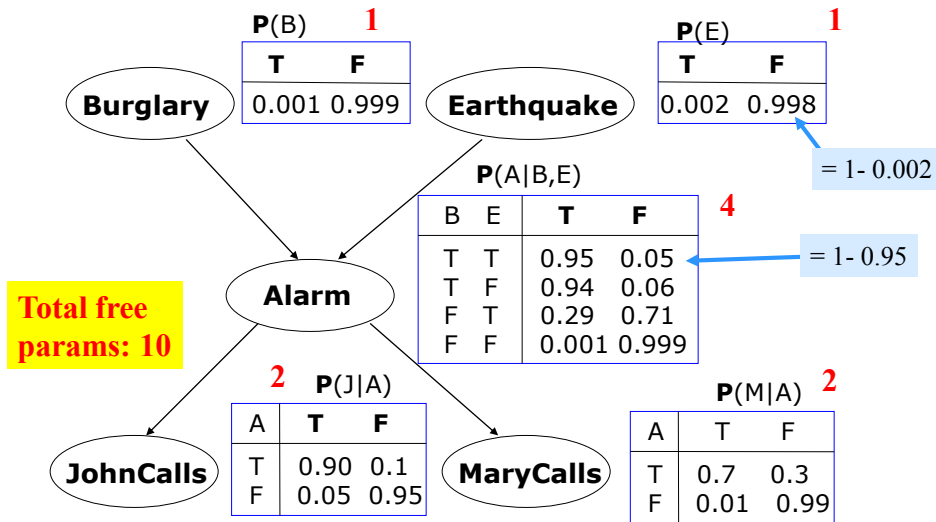 P(B) 1
T F
0.001 0.999
Burglary
P(E) 1
T F
0.002 0.998
Earthquake
= 1- 0.002
P(A|B,E)
4
B E T F
T T 0.95 0.05
T F 0.94 0.06
F T 0.29 0.71
F F 0.001 0.999
= 1- 0.95
Alarm
Total free
params: 10
2 P(J|A)
A T F
T 0.90 0.1
F 0.05 0.95
JohnCalls
P(M|A) 2
A T F
T 0.7 0.3
F 0.01 0.99
MaryCalls